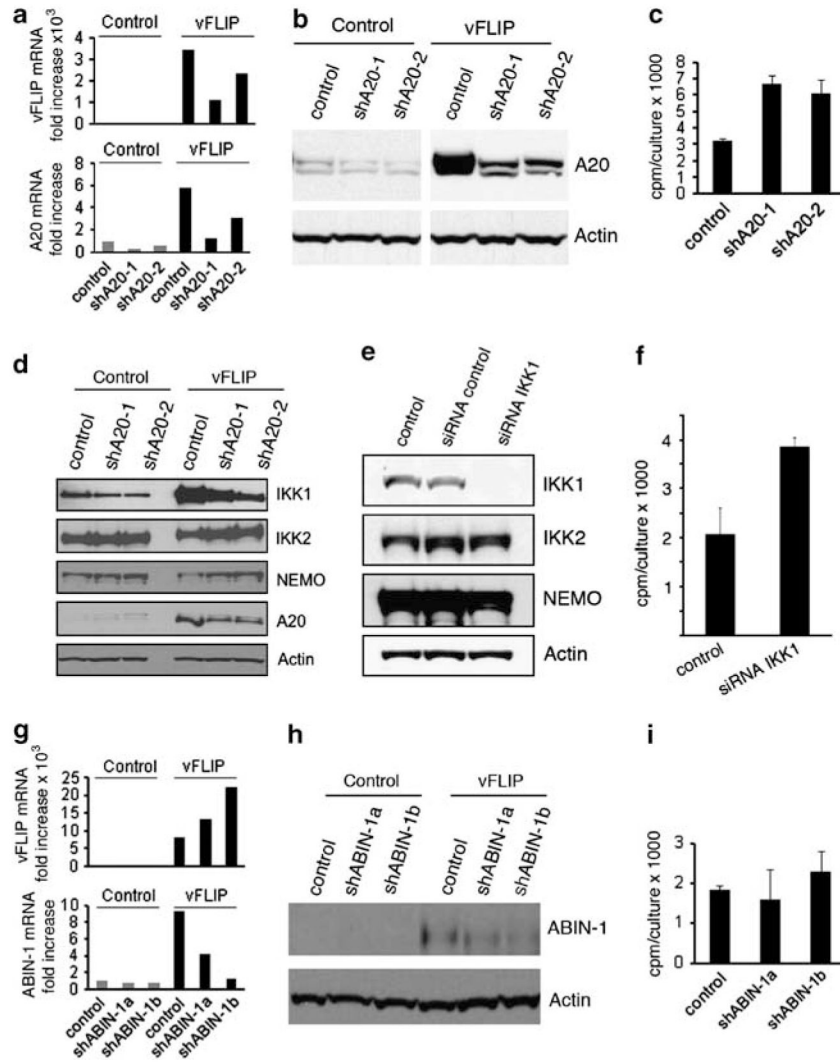 a
Control
vFLIP
vFLIP mRNA
fold increase x10³
5
4
3
2
1
0
Control
vFLIP
A20 mRNA
fold increase
8
6
4
2
0
control
shA20-1
shA20-2
control
shA20-1
shA20-2
b
Control
vFLIP
control
shA20-1
shA20-2
control
shA20-1
shA20-2
A20
Actin
c
cpm/culture x 1000
8
7
6
5
4
3
2
1
0
control
shA20-1
shA20-2
d
Control
vFLIP
control
shA20-1
shA20-2
control
shA20-1
shA20-2
IKK1
IKK2
NEMO
A20
Actin
e
control
siRNA control
siRNA IKK1
IKK1
IKK2
NEMO
Actin
f
cpm/culture x 1000
4
3
2
1
control
siRNA IKK1
g
Control
vFLIP
vFLIP mRNA
fold increase x 10³
25
20
15
10
5
0
Control
vFLIP
ABIN-1 mRNA
fold increase
10
8
6
4
2
0
control
shABIN-1a
shABIN-1b
control
shABIN-1a
shABIN-1b
h
Control
vFLIP
control
shABIN-1a
shABIN-1b
control
shABIN-1a
shABIN-1b
ABIN-1
Actin
i
cpm/culture x 1000
3
2
1
0
control
shABIN-1a
shABIN-1b